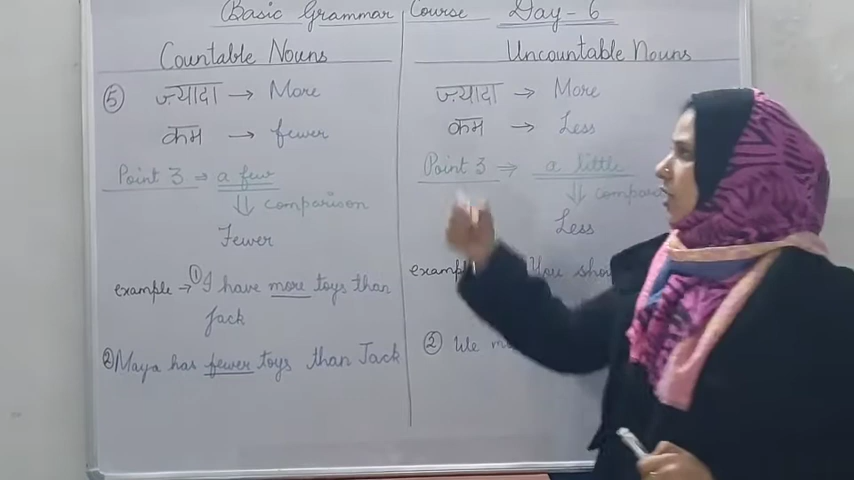 Basic Grammar Course Day-6
Countable Nouns
⑤ ज़्यादा → More
कम → fewer
Point 3 ⇒ a few
⇓ comparison
Fewer
example → ① I have more toys than
Jack
② Maya has fewer toys than Jack
Uncountable Nouns
ज़्यादा → More
कम → Less
Point 3 ⇒ a little
⇓
Less
You
② We